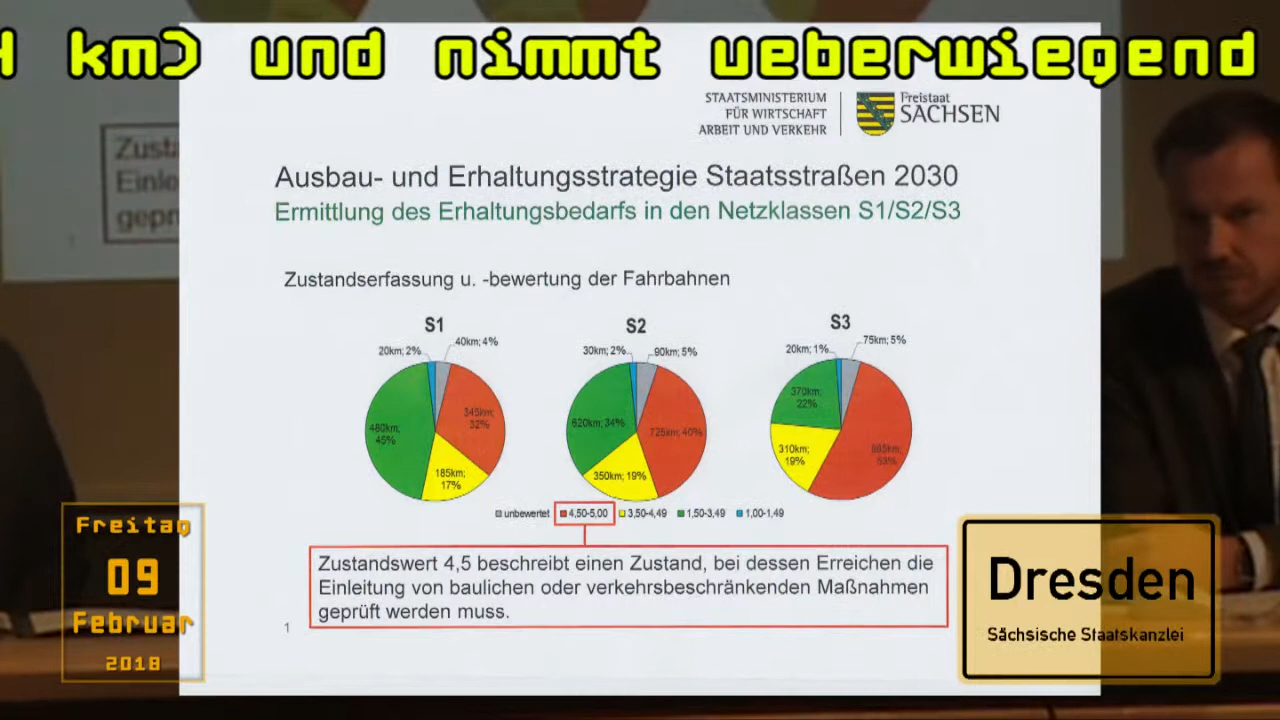 km) und nimmt ueberwiegend
STAATSMINISTERIUM
FÜR WIRTSCHAFT
ARBEIT UND VERKEHR
Freistaat
SACHSEN
Ausbau- und Erhaltungsstrategie Staatsstraßen 2030
Ermittlung des Erhaltungsbedarfs in den Netzklassen S1/S2/S3
Zustandserfassung u. -bewertung der Fahrbahnen
S1
20km; 2%
40km; 4%
345km;
32%
480km;
45%
185km;
17%
S2
30km; 2%
90km; 5%
620km; 34%
725km; 40%
350km; 19%
S3
20km; 1%
75km; 5%
370km
22%
310km;
19%
885km;
53%
unbewertet 4,50-5,00 3,50-4,49 1,50-3,49 1,00-1,49
Zustandswert 4,5 beschreibt einen Zustand, bei dessen Erreichen die
Einleitung von baulichen oder verkehrsbeschränkenden Maßnahmen
geprüft werden muss.
1
Freitag
09
Februar
2018
Dresden
Sächsische Staatskanzlei